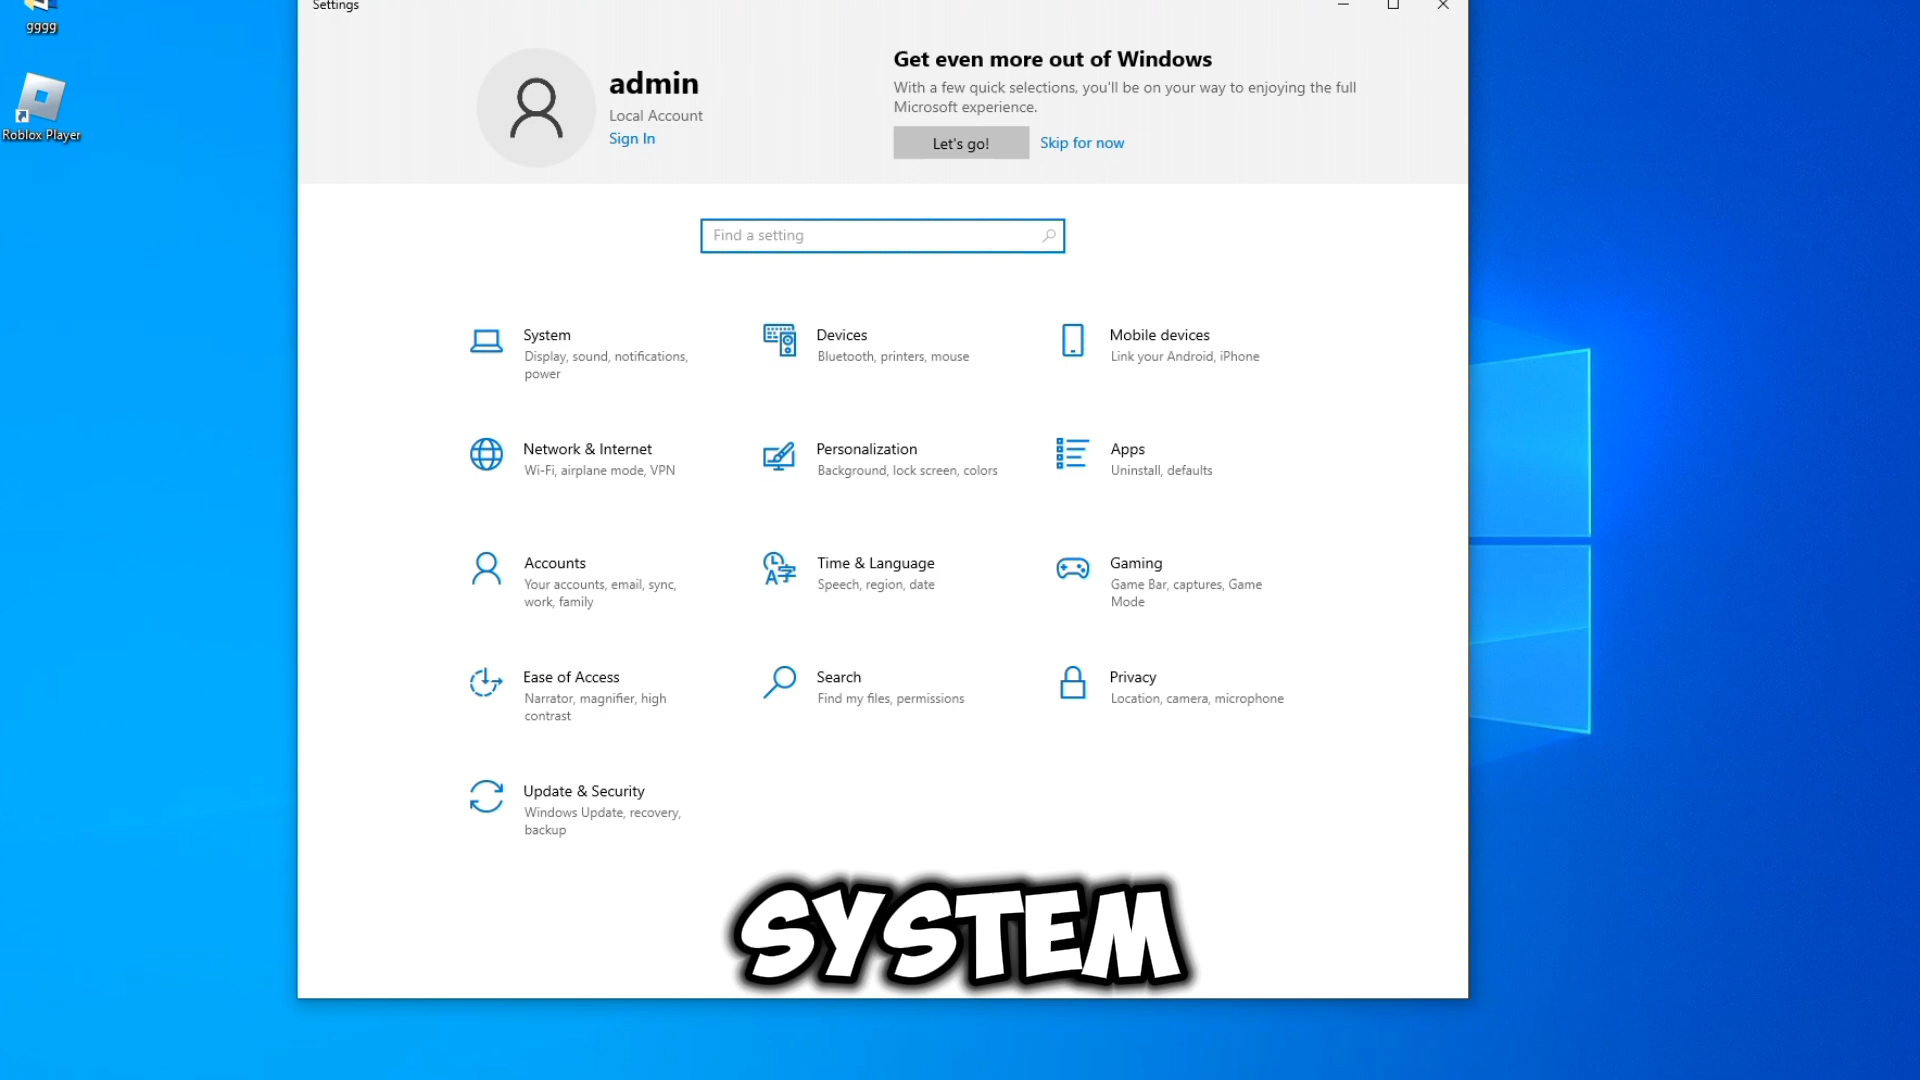 Settings
gggg
Roblox Player
admin
Local Account
Sign In
Get even more out of Windows
With a few quick selections, you'll be on your way to enjoying the full
Microsoft experience.
Let's go!
Skip for now
Find a setting
System
Display, sound, notifications,
power
Devices
Bluetooth, printers, mouse
Mobile devices
Link your Android, iPhone
Network & Internet
Wi-Fi, airplane mode, VPN
Personalization
Background, lock screen, colors
Apps
Uninstall, defaults
Accounts
Your accounts, email, sync,
work, family
Time & Language
Speech, region, date
Gaming
Game Bar, captures, Game
Mode
Ease of Access
Narrator, magnifier, high
contrast
Search
Find my files, permissions
Privacy
Location, camera, microphone
Update & Security
Windows Update, recovery,
backup
SYSTEM